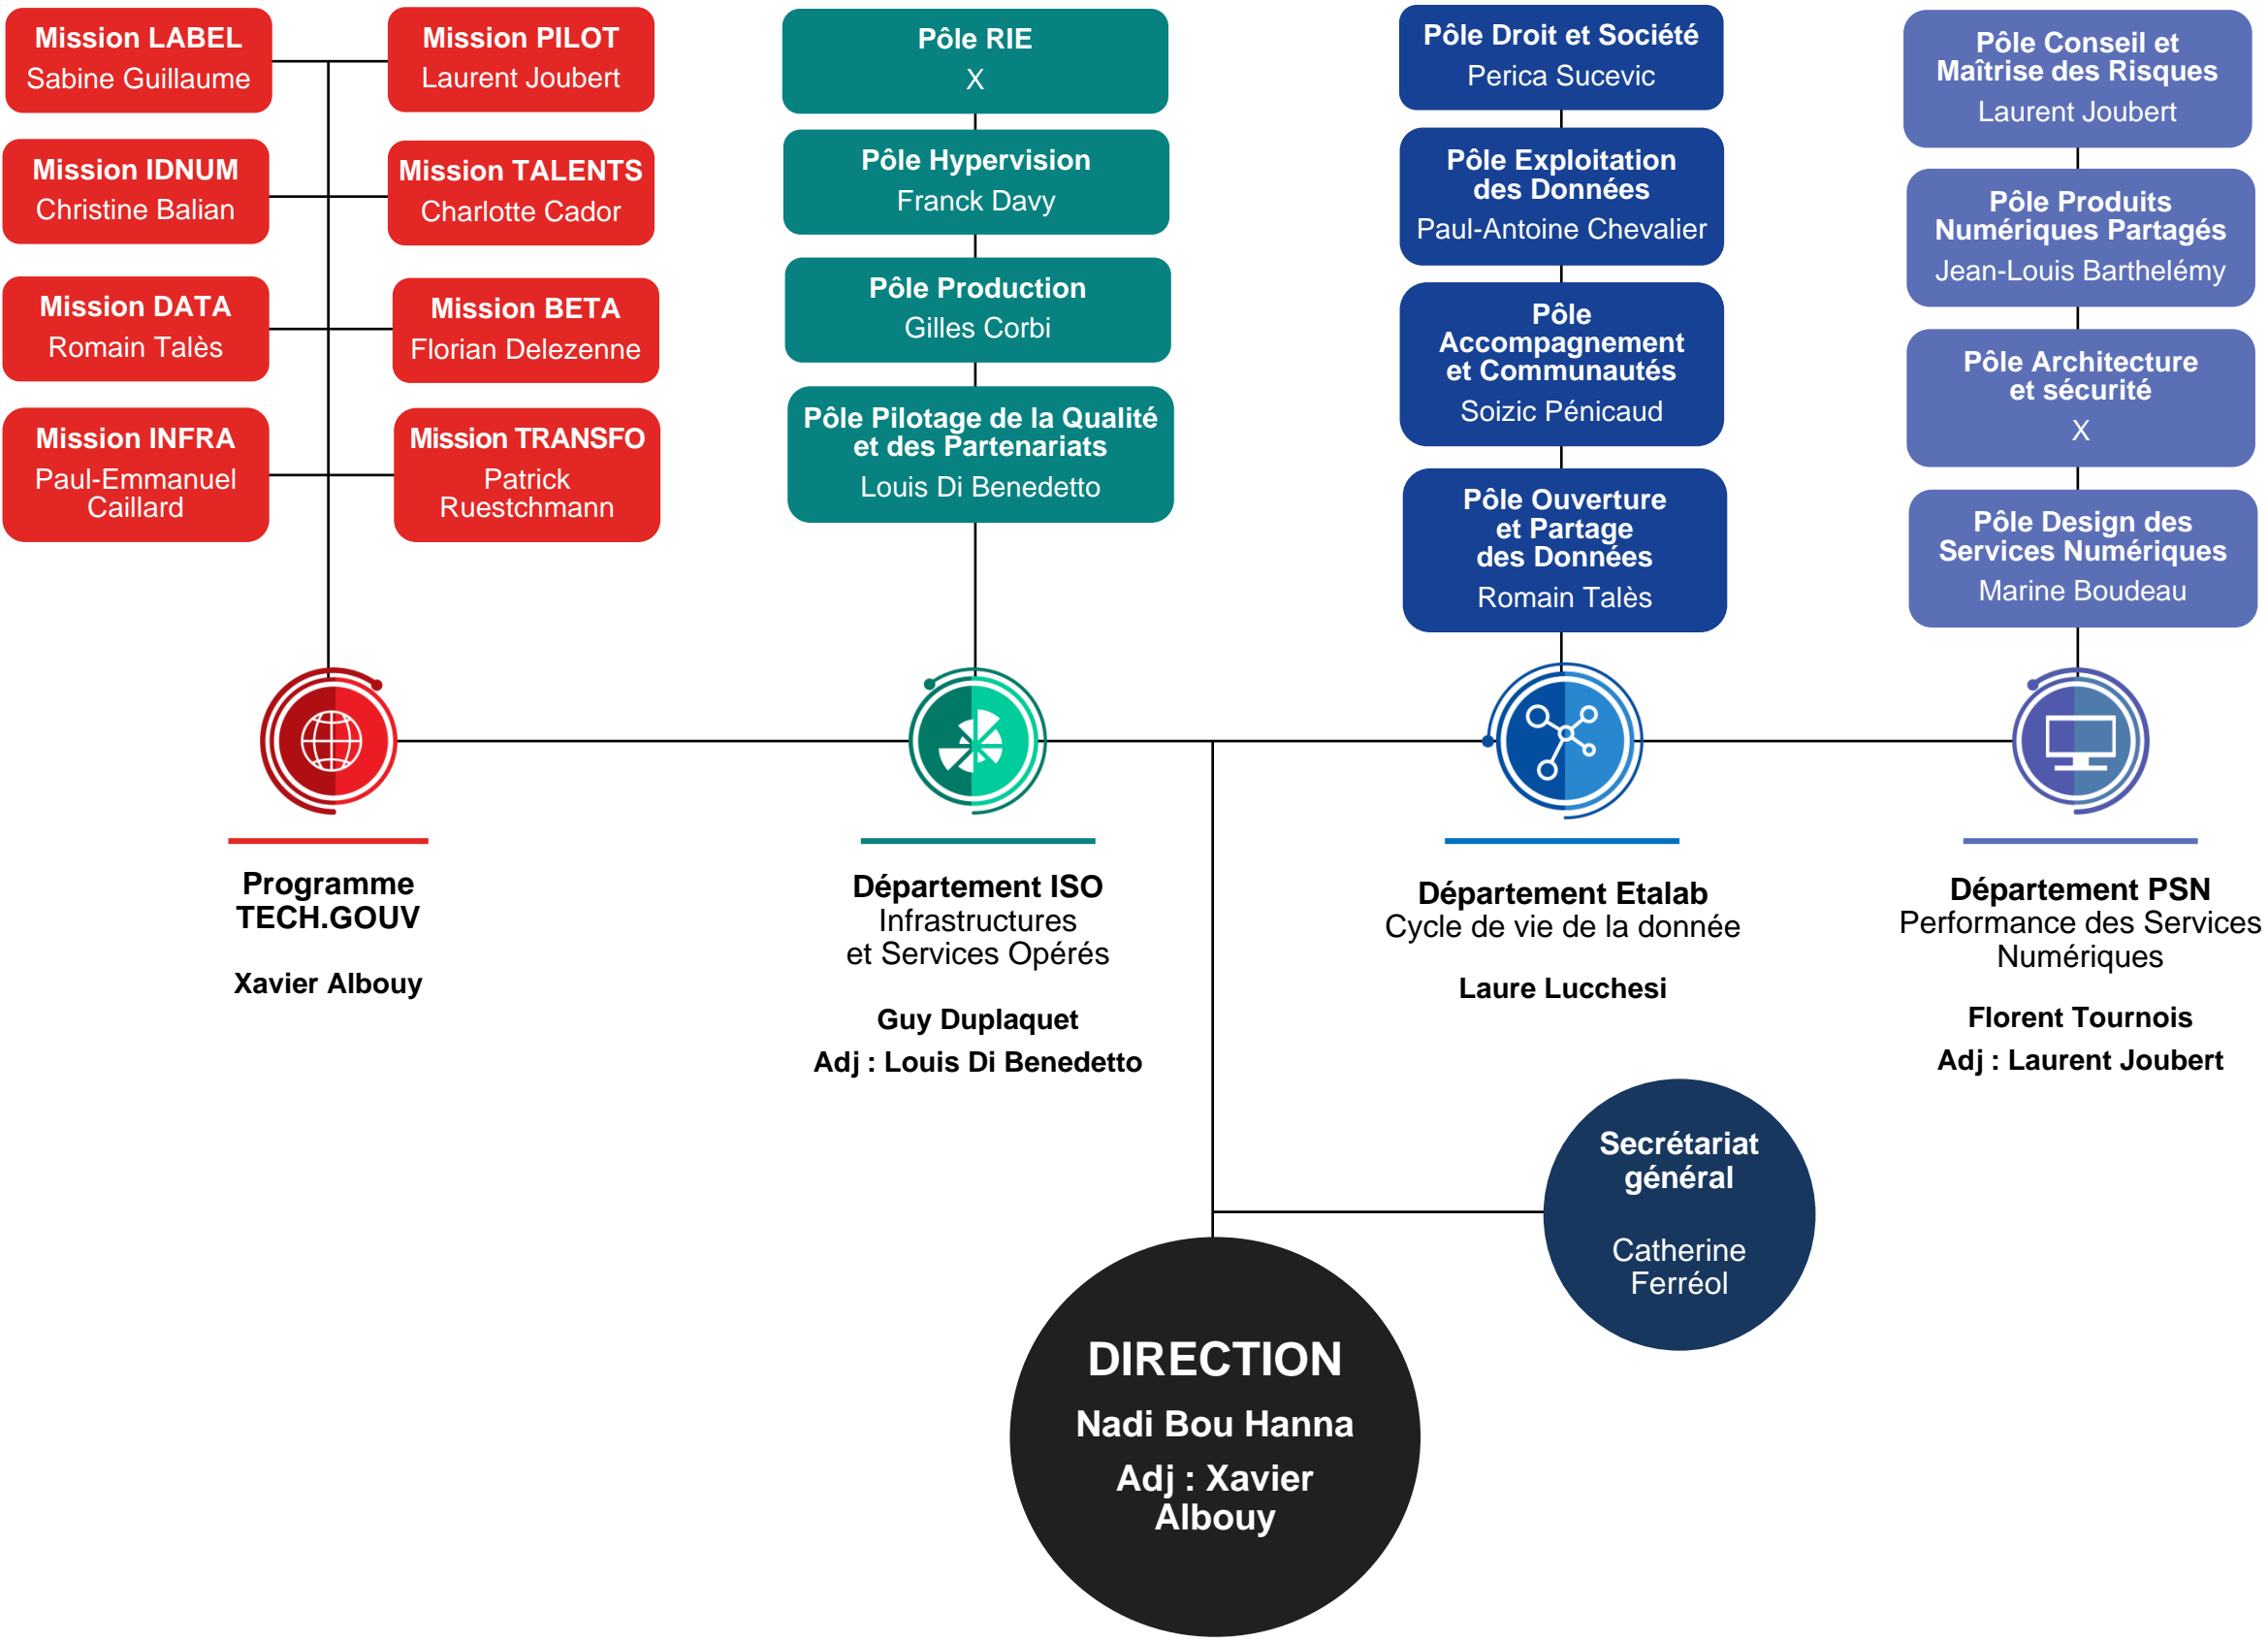 Mission LABEL
Sabine Guillaume
Mission PILOT
Laurent Joubert
Mission IDNUM
Christine Balian
Mission TALENTS
Charlotte Cador
Mission DATA
Romain Talès
Mission BETA
Florian Delezenne
Mission INFRA
Paul-Emmanuel
Caillard
Mission TRANSFO
Patrick
Ruestchmann
Programme
TECH.GOUV
Xavier Albouy
Pôle RIE
X
Pôle Hypervision
Franck Davy
Pôle Production
Gilles Corbi
Pôle Pilotage de la Qualité
et des Partenariats
Louis Di Benedetto
Département ISO
Infrastructures
et Services Opérés
Guy Duplaquet
Adj : Louis Di Benedetto
Pôle Droit et Société
Perica Sucevic
Pôle Exploitation
des Données
Paul-Antoine Chevalier
Pôle
Accompagnement
et Communautés
Soizic Pénicaud
Pôle Ouverture
et Partage
des Données
Romain Talès
Département Etalab
Cycle de vie de la donnée
Laure Lucchesi
Pôle Conseil et
Maîtrise des Risques
Laurent Joubert
Pôle Produits
Numériques Partagés
Jean-Louis Barthelémy
Pôle Architecture
et sécurité
X
Pôle Design des
Services Numériques
Marine Boudeau
Département PSN
Performance des Services
Numériques
Florent Tournois
Adj : Laurent Joubert
Secrétariat
général
Catherine
Ferréol
DIRECTION
Nadi Bou Hanna
Adj : Xavier
Albouy